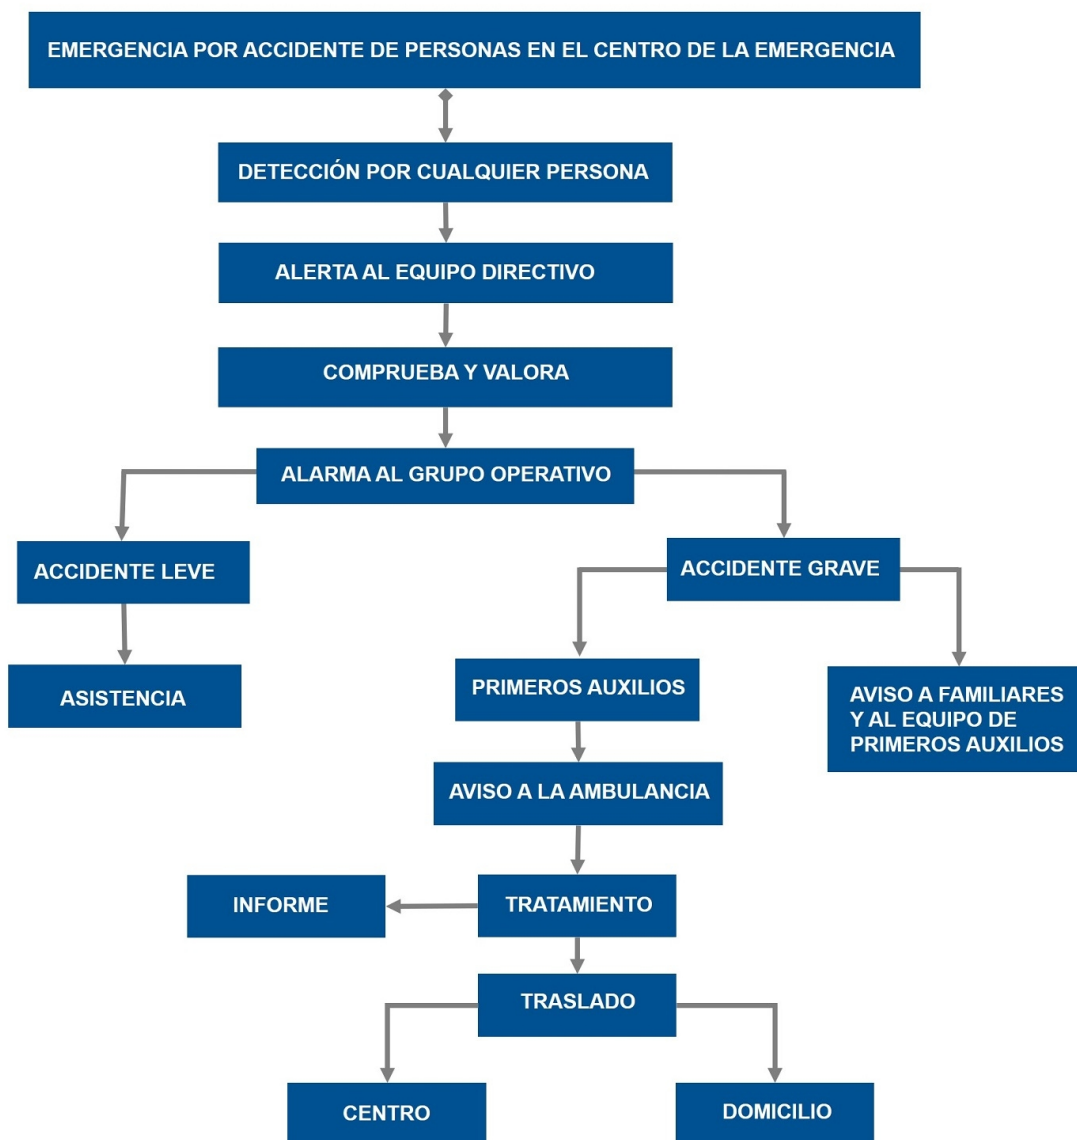 EMERGENCIA POR ACCIDENTE DE PERSONAS EN EL CENTRO DE LA EMERGENCIA
DETECCIÓN POR CUALQUIER PERSONA
ALERTA AL EQUIPO DIRECTIVO
COMPRUEBA Y VALORA
ALARMA AL GRUPO OPERATIVO
ACCIDENTE LEVE
ASISTENCIA
ACCIDENTE GRAVE
PRIMEROS AUXILIOS
AVISO A FAMILIARES
Y AL EQUIPO DE
PRIMEROS AUXILIOS
AVISO A LA AMBULANCIA
INFORME
TRATAMIENTO
TRASLADO
CENTRO
DOMICILIO